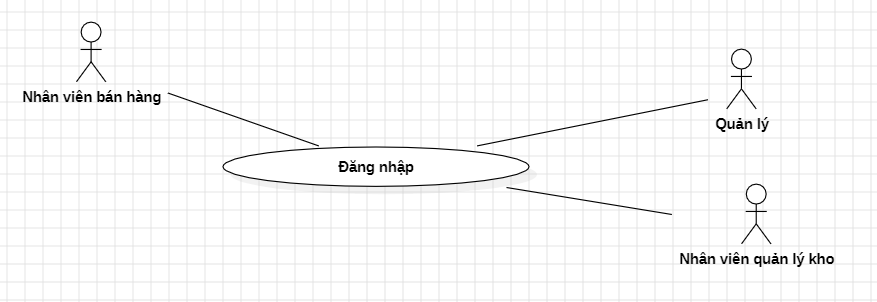 Nhân viên bán hàng
Quản lý
Đăng nhập
Nhân viên quản lý kho